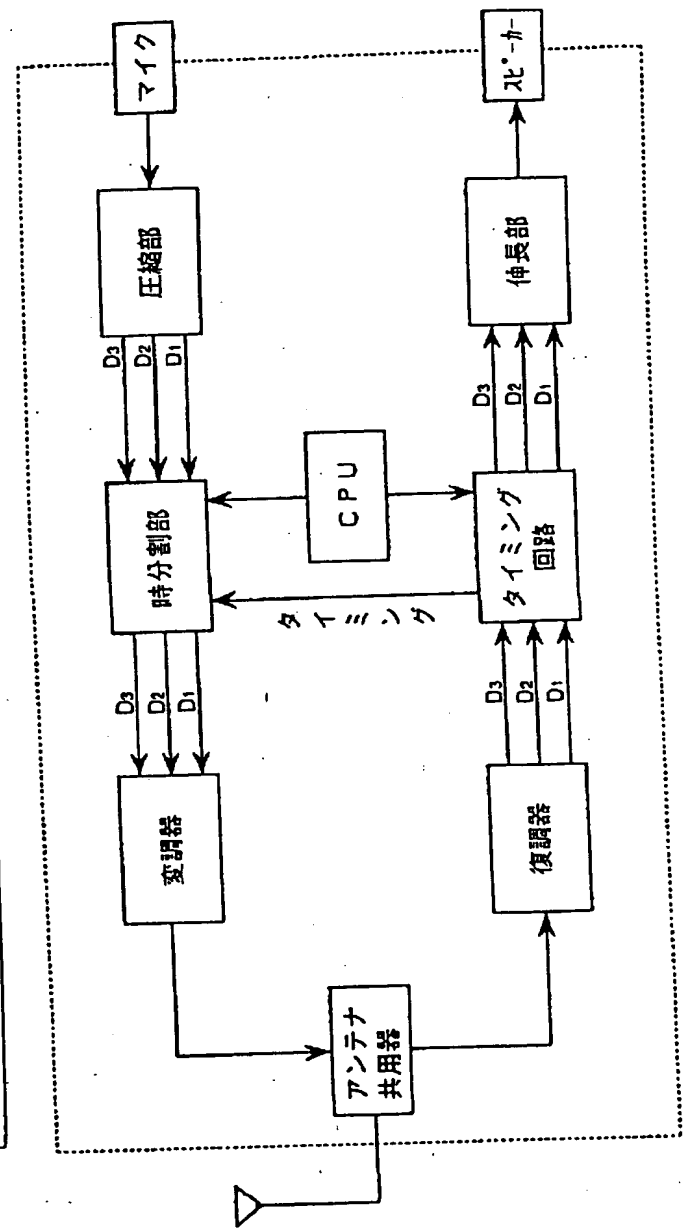 マイク
圧縮部
D3
D2
D1
時分割部
D3
D2
D1
変調器
アンテナ
共用器
CPU
タイミング
復調器
D3
D2
D1
タイミング
回路
D3
D2
D1
伸長部
スピーカー